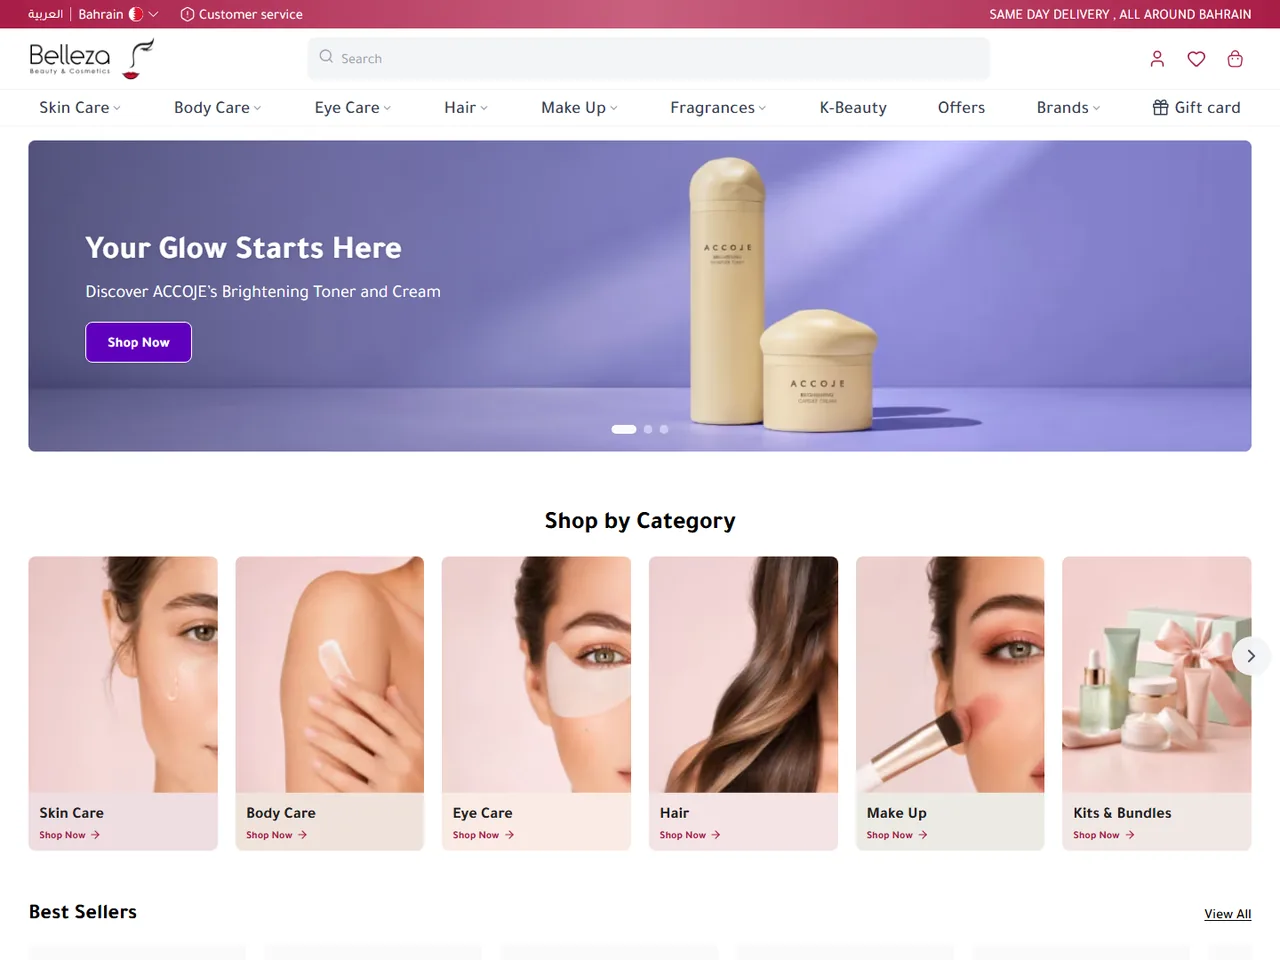 العربية
Bahrain
Customer service
SAME DAY DELIVERY , ALL AROUND BAHRAIN
Belleza
Beauty & Cosmetics
Search
Skin Care
Body Care
Eye Care
Hair
Make Up
Fragrances
K-Beauty
Offers
Brands
Gift card
Your Glow Starts Here
Discover ACCOJE's Brightening Toner and Cream
Shop Now
ACCOJE
ACCOJE
Shop by Category
Skin Care
Shop Now
Body Care
Shop Now
Eye Care
Shop Now
Hair
Shop Now
Make Up
Shop Now
Kits & Bundles
Shop Now
Best Sellers
View All